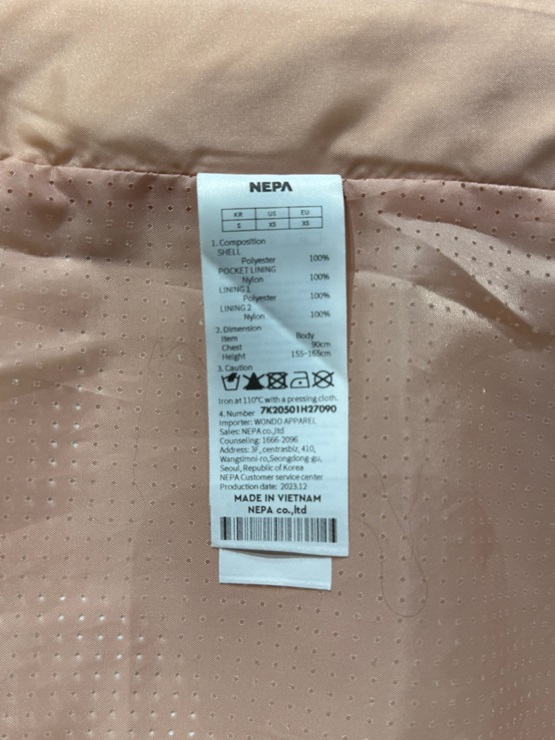 NEPA
KR US EU
S XS XS
1. Composition
SHELL
Polyester 100%
POCKET LINING
Nylon 100%
LINING 1
Polyester 100%
LINING 2
Nylon 100%
2. Dimension
Item Body
Chest 90cm
Height 155~165cm
3. Caution
Iron at 110℃ with a pressing cloth.
4. Number 7K20501H27090
Importer: WONDO APPAREL
Sales: NEPA co.,ltd
Counseling: 1666-2096
Address: 3F, centrasbiz, 410,
Wangsimni-ro,Seongdong-gu,
Seoul, Republic of Korea
NEPA Customer service center
Production date: 2023.12
MADE IN VIETNAM
NEPA co.,ltd